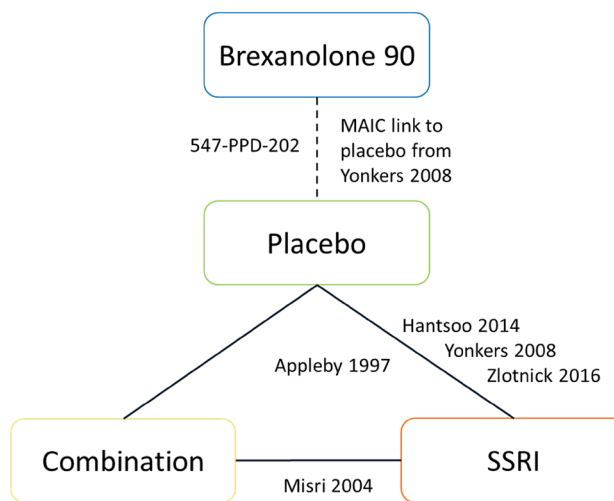 Brexanolone 90
547-PPD-202
MAIC link to
placebo from
Yonkers 2008
Placebo
Hantsoo 2014
Yonkers 2008
Zlotnick 2016
Appleby 1997
Combination
SSRI
Misri 2004